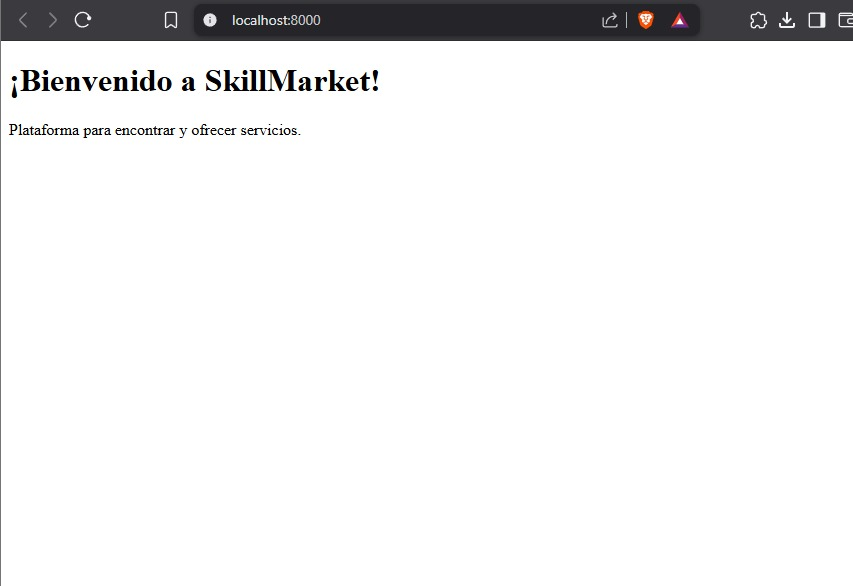 localhost:8000
¡Bienvenido a SkillMarket!
Plataforma para encontrar y ofrecer servicios.